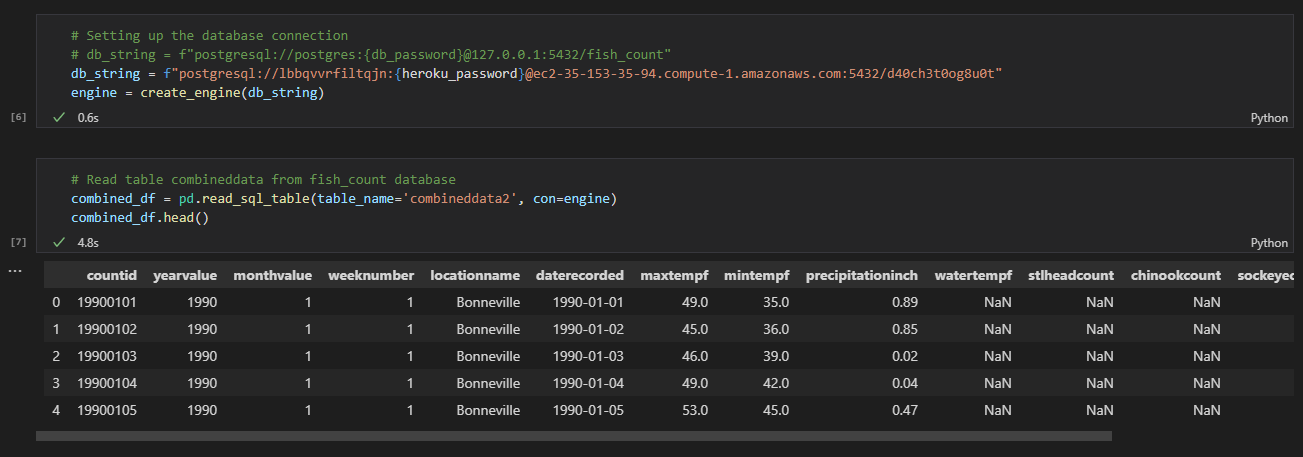 # Setting up the database connection
# db_string = f"postgresql://postgres:{db_password}@127.0.0.1:5432/fish_count"
db_string = f"postgresql://lbbqvvrfiltqjn:{heroku_password}@ec2-35-153-35-94.compute-1.amazonaws.com:5432/d40ch3t0og8u0t"
engine = create_engine(db_string)
[6] ✓ 0.6s Python
# Read table combineddata from fish_count database
combined_df = pd.read_sql_table(table_name='combineddata2', con=engine)
combined_df.head()
[7] ✓ 4.8s Python
... countid yearvalue monthvalue weeknumber locationname daterecorded maxtempf mintempf precipitationinch watertempf stlheadcount chinookcount sockeyec
0 19900101 1990 1 1 Bonneville 1990-01-01 49.0 35.0 0.89 NaN NaN NaN
1 19900102 1990 1 1 Bonneville 1990-01-02 45.0 36.0 0.85 NaN NaN NaN
2 19900103 1990 1 1 Bonneville 1990-01-03 46.0 39.0 0.02 NaN NaN NaN
3 19900104 1990 1 1 Bonneville 1990-01-04 49.0 42.0 0.04 NaN NaN NaN
4 19900105 1990 1 1 Bonneville 1990-01-05 53.0 45.0 0.47 NaN NaN NaN